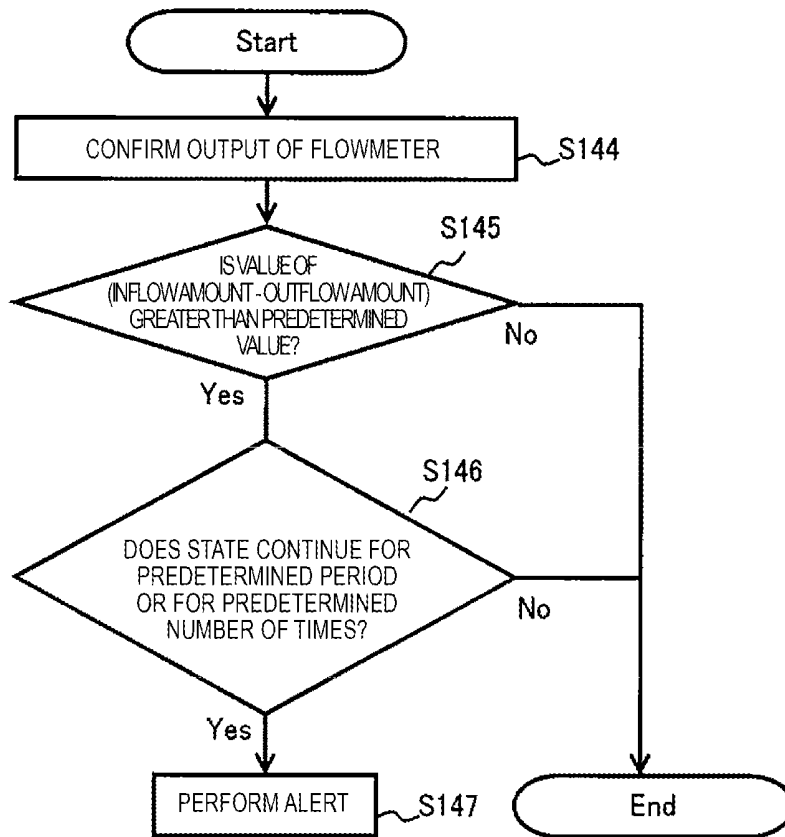 Start
CONFIRM OUTPUT OF FLOWMETER
S144
S145
IS VALUE OF
(INFLOW AMOUNT - OUTFLOW AMOUNT)
GREATER THAN PREDETERMINED
VALUE?
No
Yes
S146
DOES STATE CONTINUE FOR
PREDETERMINED PERIOD
OR FOR PREDETERMINED
NUMBER OF TIMES?
No
Yes
PERFORM ALERT
S147
End